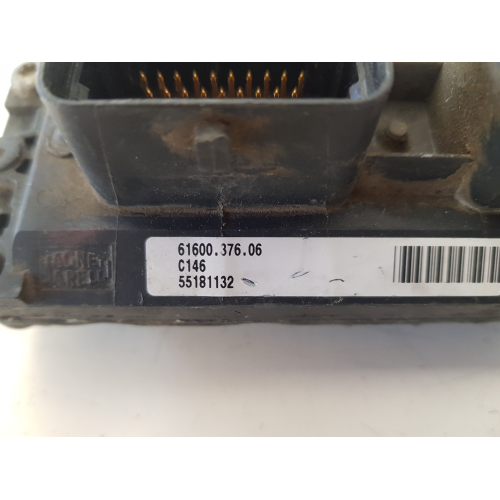 61600.376.06
C146
55181132
MAGNETI
MARELLI